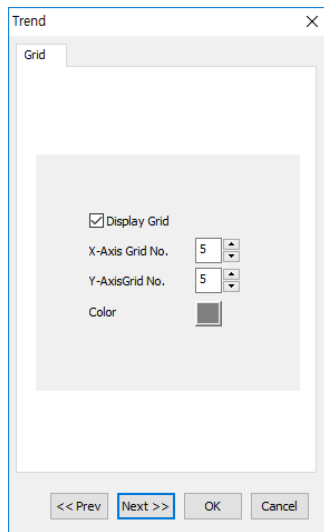 Trend
Grid
Display Grid
X-Axis Grid No. 5
Y-AxisGrid No. 5
Color
<< Prev Next >> OK Cancel